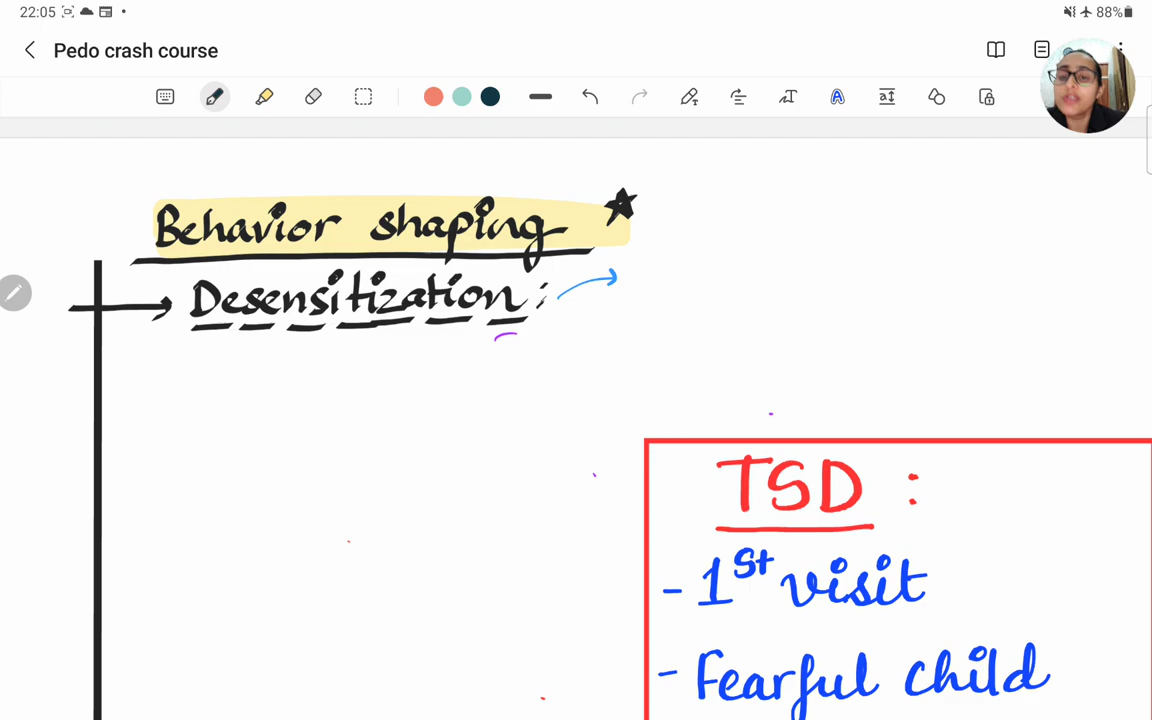 22:05
88%
Pedo crash course
Behavior shaping
Desensitization :
TSD :
- 1st visit
- Fearful child